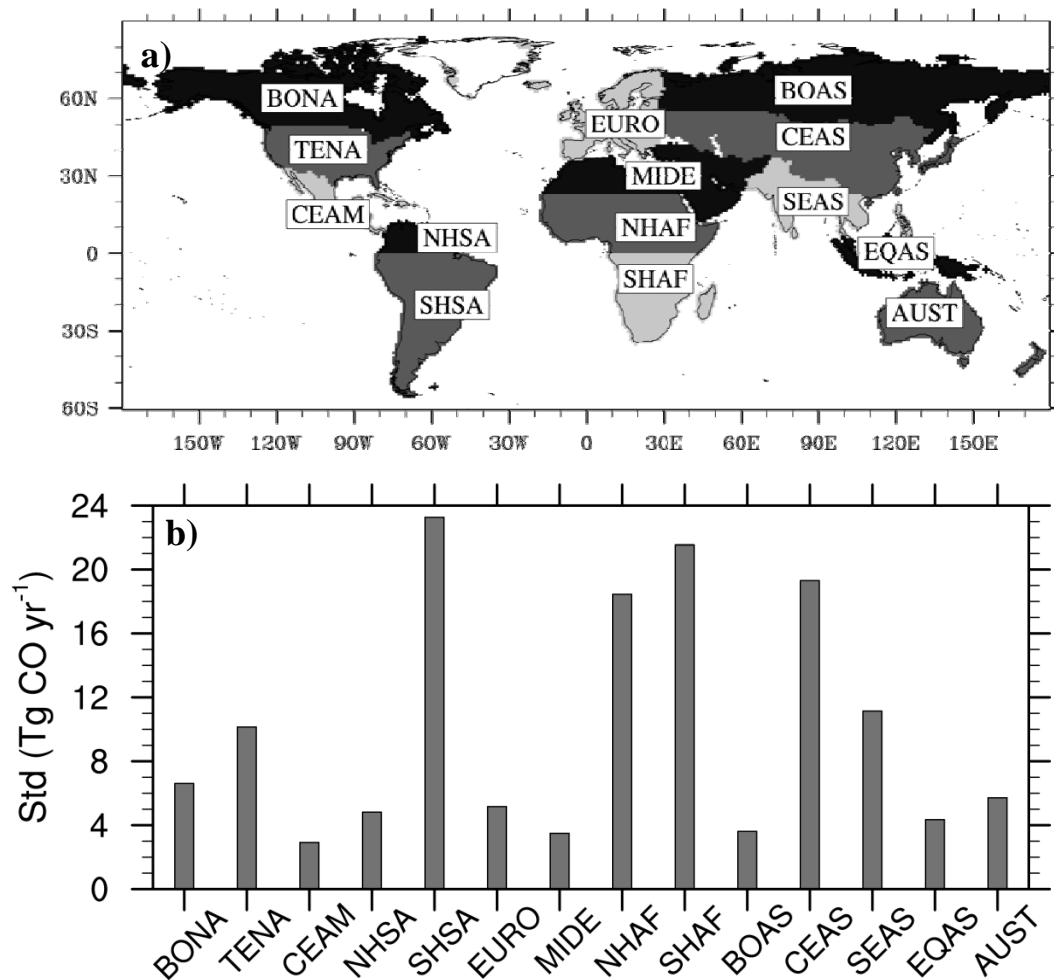 a)
BONA
BOAS
60N
EURO
TENA
CEAS
MIDE
30N
SEAS
CEAM
NHSA
NHAF
0
EQAS
SHAF
SHSA
AUST
30S
60S
150W 120W 90W 60W 30W 0 30E 60E 90E 120E 150E
b)
24
20
16
12
8
4
0
Std (Tg CO yr⁻¹)
BONA TENA CEAM NHSA SHSA EURO MIDE NHAF SHAF BOAS CEAS SEAS EQAS AUST